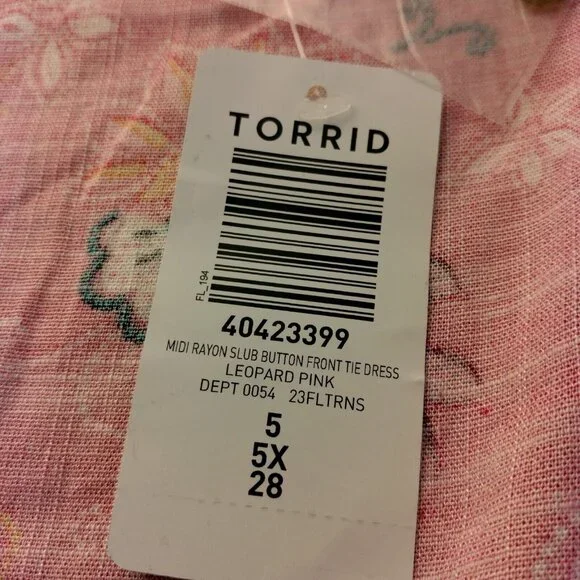 TORRID
FL_194
40423399
MIDI RAYON SLUB BUTTON FRONT TIE DRESS
LEOPARD PINK
DEPT 0054 23FLTRNS
5
5X
28